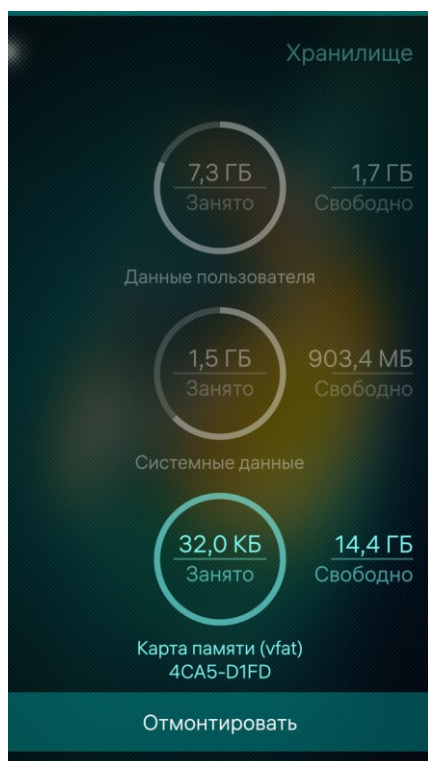 Хранилище
7,3 ГБ
Занято
1,7 ГБ
Свободно
Данные пользователя
1,5 ГБ
Занято
903,4 МБ
Свободно
Системные данные
32,0 КБ
Занято
14,4 ГБ
Свободно
Карта памяти (vfat)
4CA5-D1FD
Отмонтировать